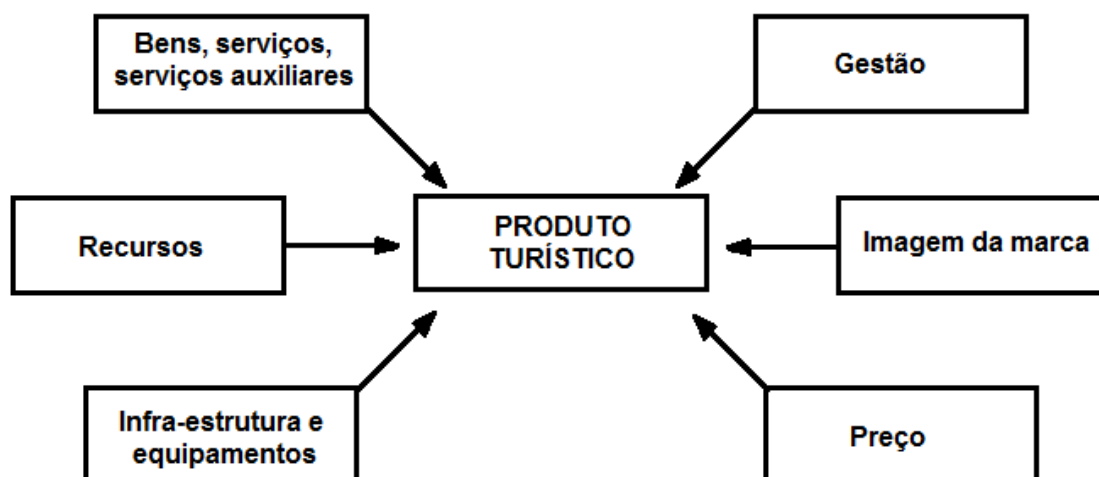 Bens, serviços,
serviços auxiliares
Gestão
Recursos
PRODUTO
TURÍSTICO
Imagem da marca
Infra-estrutura e
equipamentos
Preço